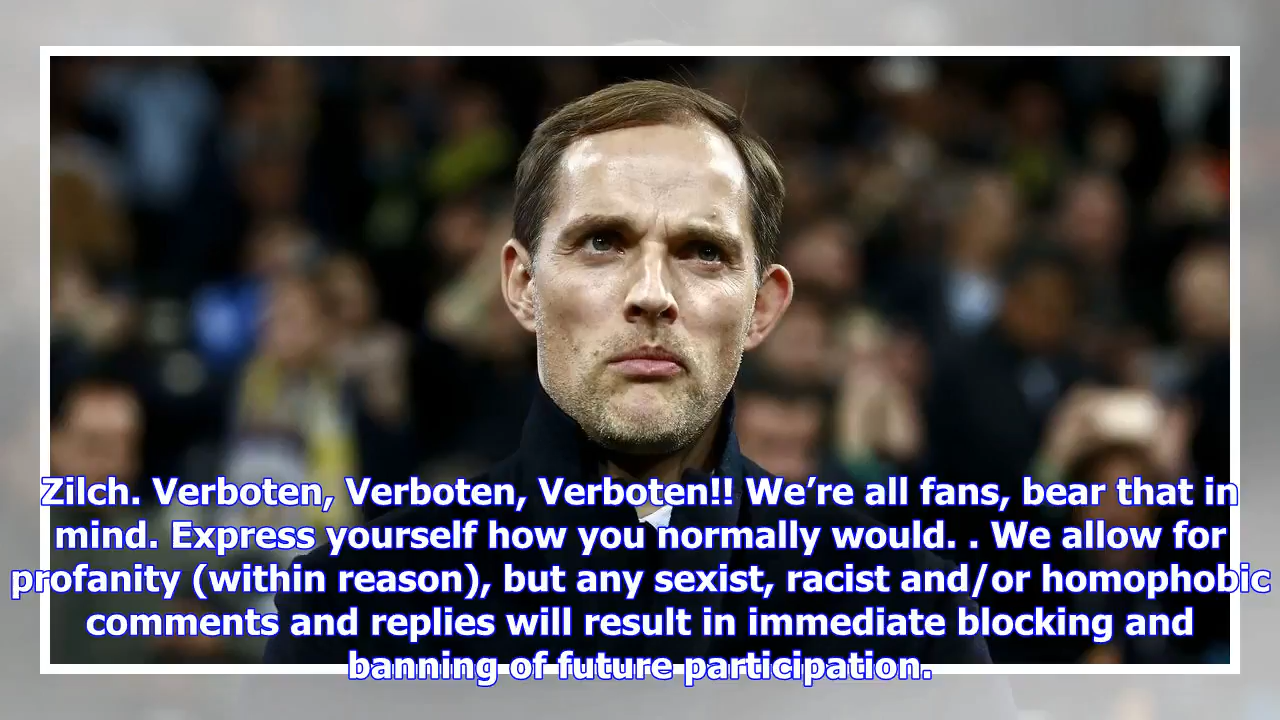 Zilch. Verboten, Verboten, Verboten!! We’re all fans, bear that in
mind. Express yourself how you normally would. . We allow for
profanity (within reason), but any sexist, racist and/or homophobic
comments and replies will result in immediate blocking and
banning of future participation.